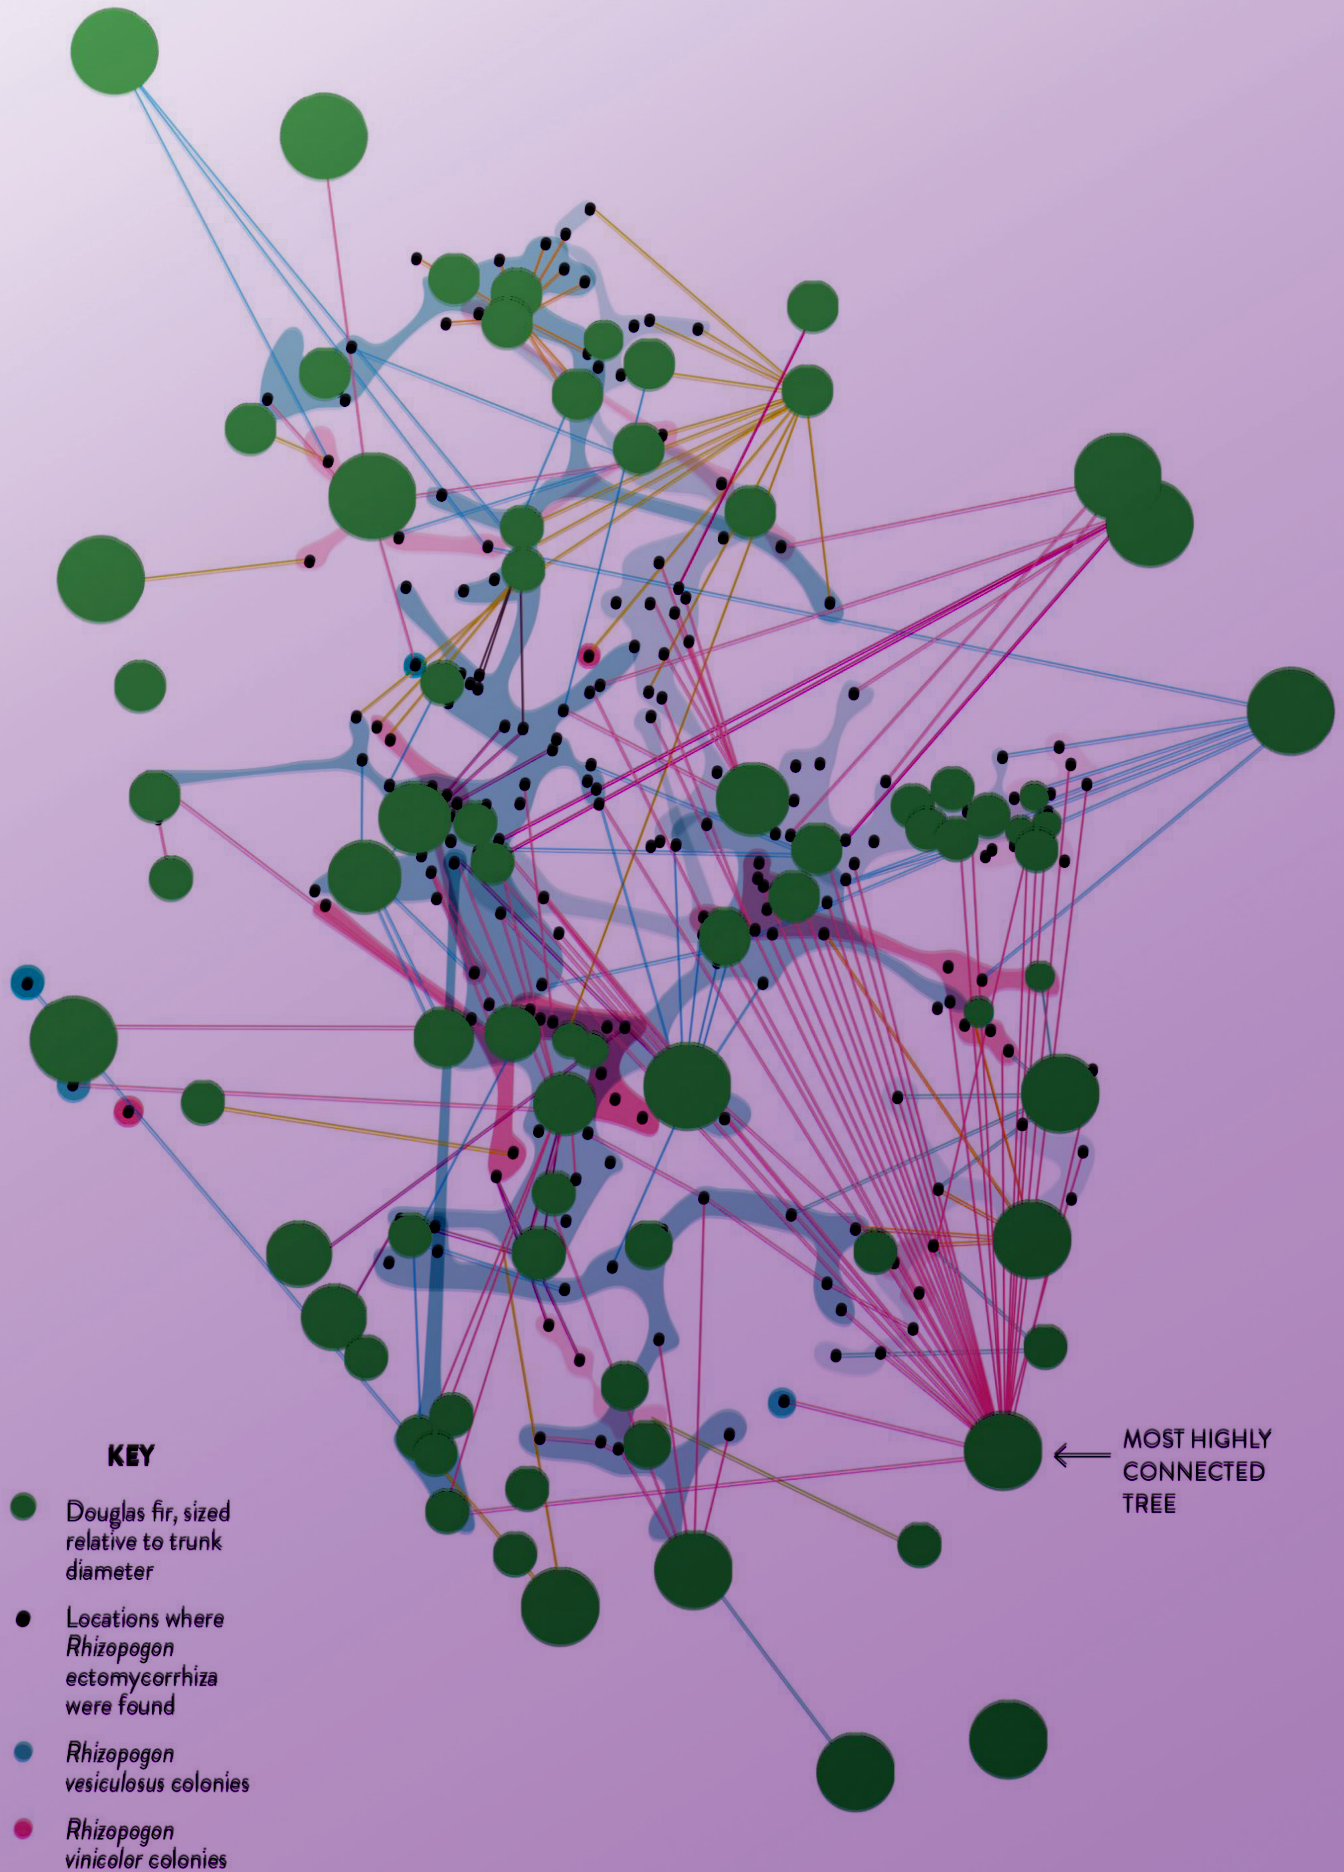 MOST HIGHLY
CONNECTED
TREE
KEY
Douglas fir, sized
relative to trunk
diameter
Locations where
Rhizopogon
ectomycorrhiza
were found
Rhizopogon
vesiculosus colonies
Rhizopogon
vinicolor colonies